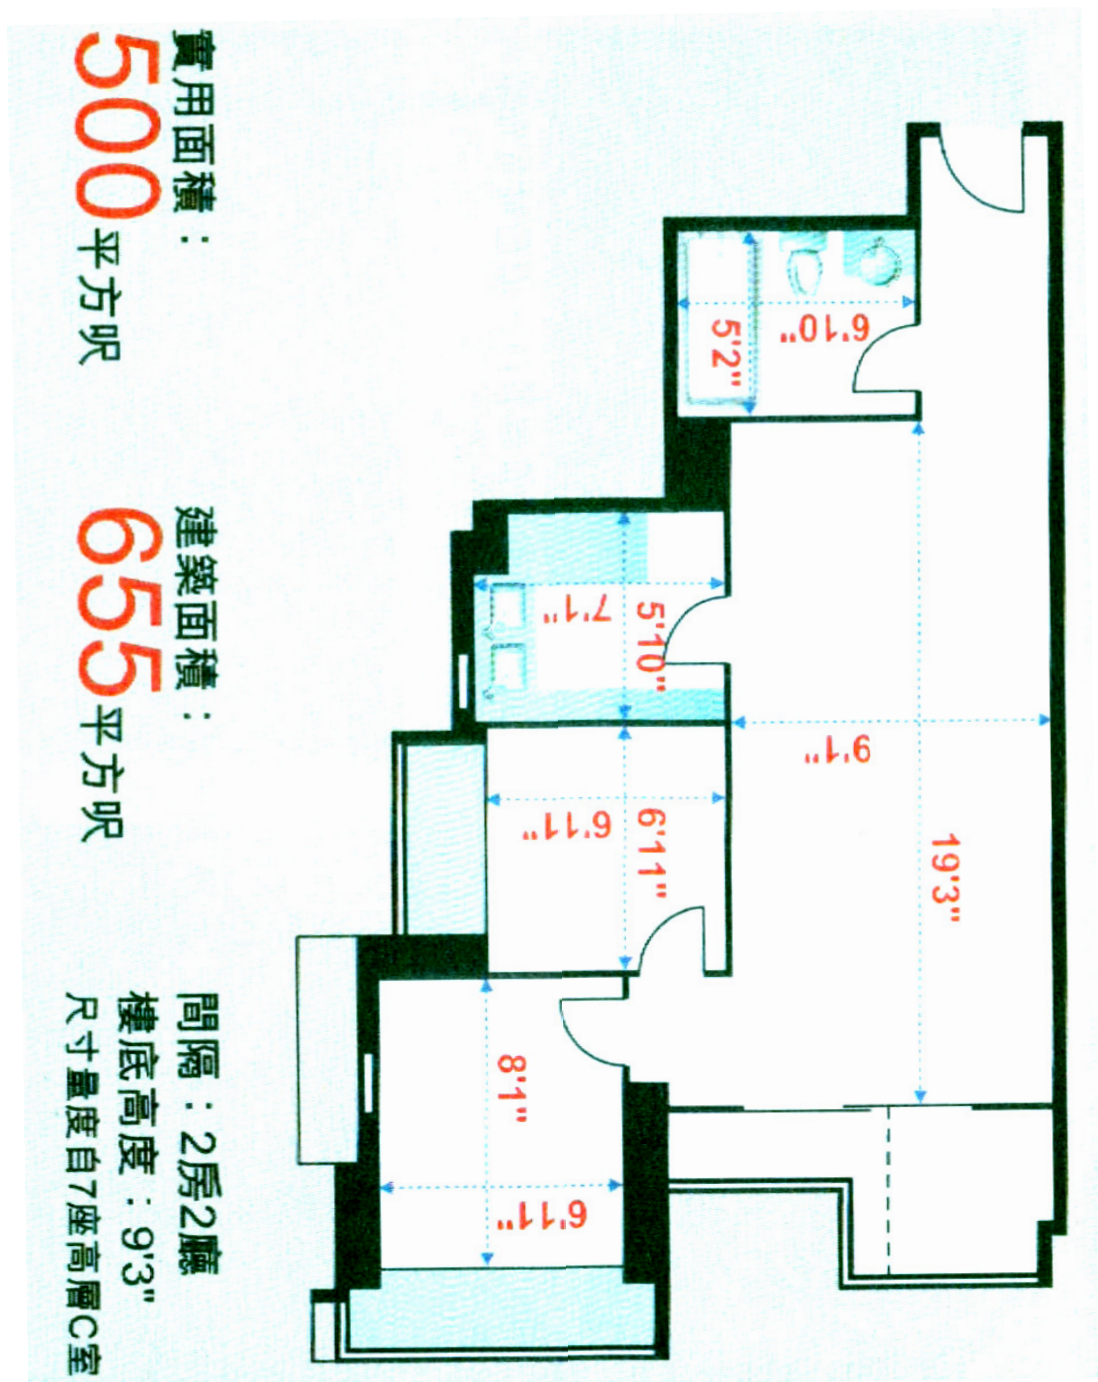 實用面積：
500平方呎
建築面積：
655平方呎
間隔：2房2廳
樓底高度：9'3"
尺寸量度自7座高層C室
6'10"
5'2"
7'1"
5'10"
9'1"
6'11"
6'11"
19'3"
8'1"
6'11"